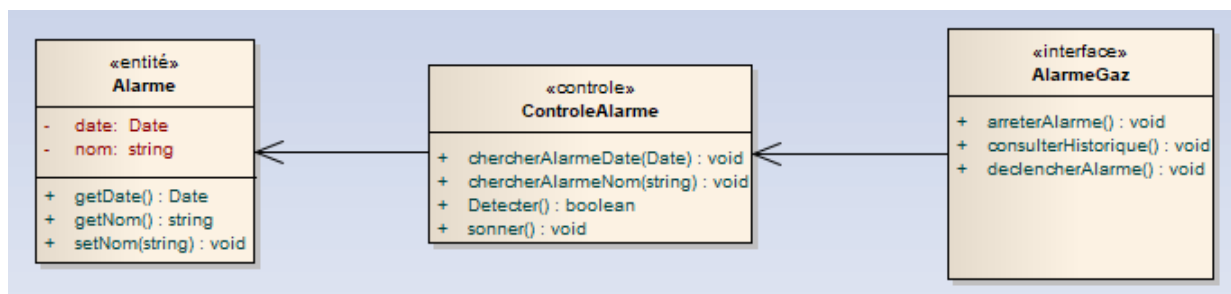 «entité»
Alarme
- date: Date
- nom: string
+ getDate() : Date
+ getNom() : string
+ setNom(string) : void
«controle»
ControleAlarme
+ chercherAlarmeDate(Date) : void
+ chercherAlarmeNom(string) : void
+ Detecter() : boolean
+ sonner() : void
«interface»
AlarmeGaz
+ arreterAlarme() : void
+ consulterHistorique() : void
+ declencherAlarme() : void